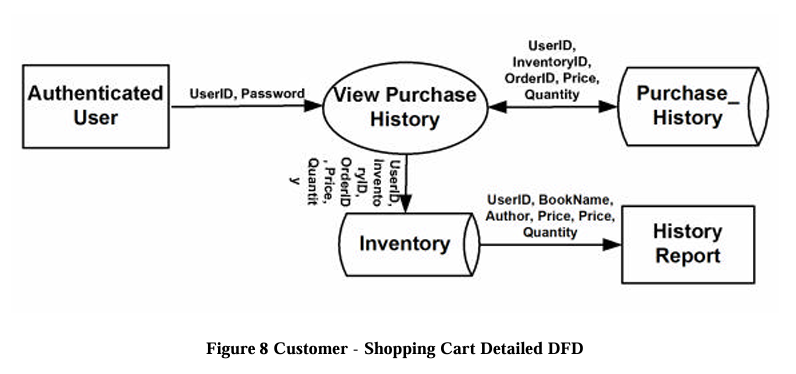 Authenticated
User
UserID, Password
View Purchase
History
UserID,
InventoryID,
OrderID, Price,
Quantity
Purchase_
History
UserID,
Invento
ryID,
OrderID
, Price,
Quantit
y
Inventory
UserID, BookName,
Author, Price, Price,
Quantity
History
Report
Figure 8 Customer - Shopping Cart Detailed DFD